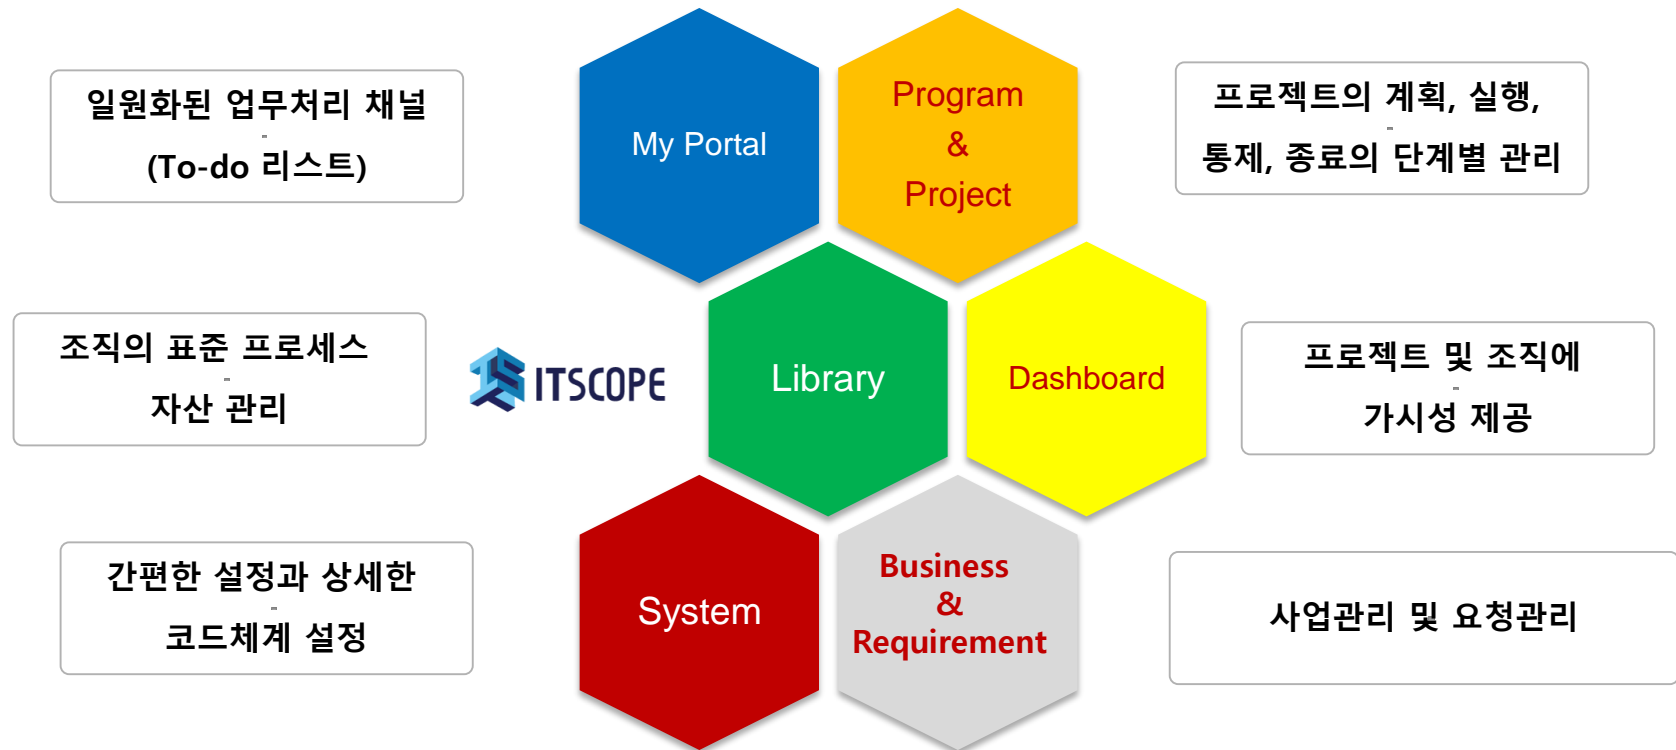 일원화된 업무처리 채널
(To-do 리스트)
My Portal
Program
&
Project
프로젝트의 계획, 실행,
통제, 종료의 단계별 관리
조직의 표준 프로세스
자산 관리
ITSCOPE
Library
Dashboard
프로젝트 및 조직에
가시성 제공
간편한 설정과 상세한
코드체계 설정
System
Business
&
Requirement
사업관리 및 요청관리